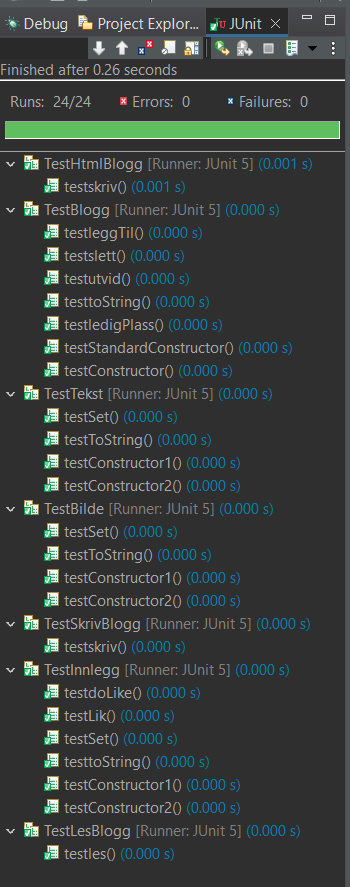 Debug Project Explor... JUnit
Finished after 0.26 seconds
Runs: 24/24 Errors: 0 Failures: 0
TestHtmlBlogg [Runner: JUnit 5] (0.001 s)
testskriv() (0.001 s)
TestBlogg [Runner: JUnit 5] (0.000 s)
testleggTil() (0.000 s)
testslett() (0.000 s)
testutvid() (0.000 s)
testtoString() (0.000 s)
testledigPlass() (0.000 s)
testStandardConstructor() (0.000 s)
testConstructor() (0.000 s)
TestTekst [Runner: JUnit 5] (0.000 s)
testSet() (0.000 s)
testToString() (0.000 s)
testConstructor1() (0.000 s)
testConstructor2() (0.000 s)
TestBilde [Runner: JUnit 5] (0.000 s)
testSet() (0.000 s)
testToString() (0.000 s)
testConstructor1() (0.000 s)
testConstructor2() (0.000 s)
TestSkrivBlogg [Runner: JUnit 5] (0.000 s)
testskriv() (0.000 s)
TestInnlegg [Runner: JUnit 5] (0.000 s)
testdoLike() (0.000 s)
testLik() (0.000 s)
testSet() (0.000 s)
testtoString() (0.000 s)
testConstructor1() (0.000 s)
testConstructor2() (0.000 s)
TestLesBlogg [Runner: JUnit 5] (0.000 s)
testles() (0.000 s)